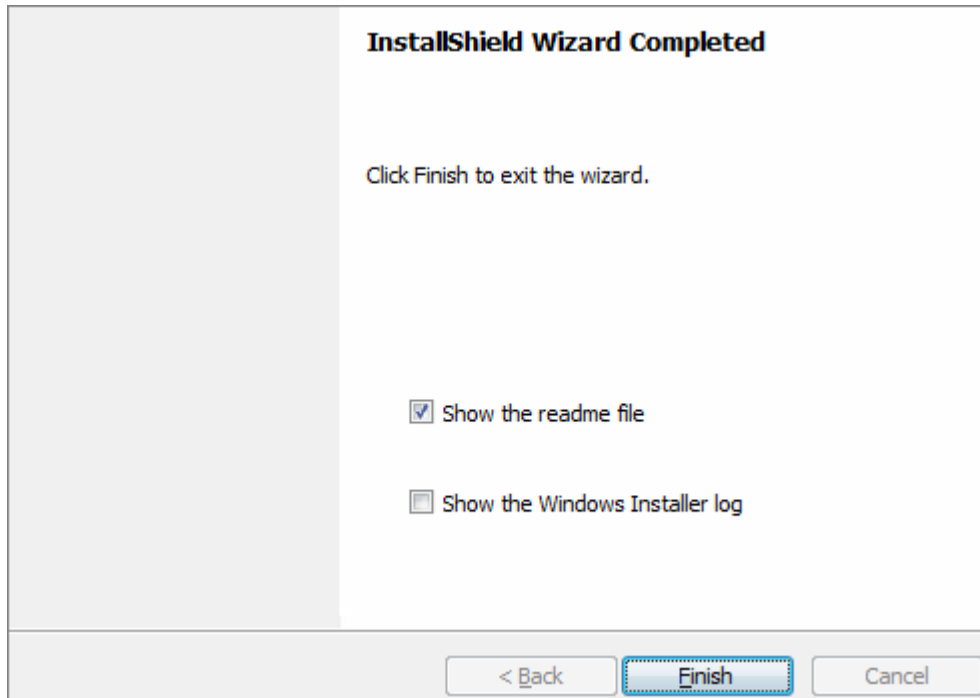 InstallShield Wizard Completed
Click Finish to exit the wizard.
Show the readme file
Show the Windows Installer log
< Back
Finish
Cancel